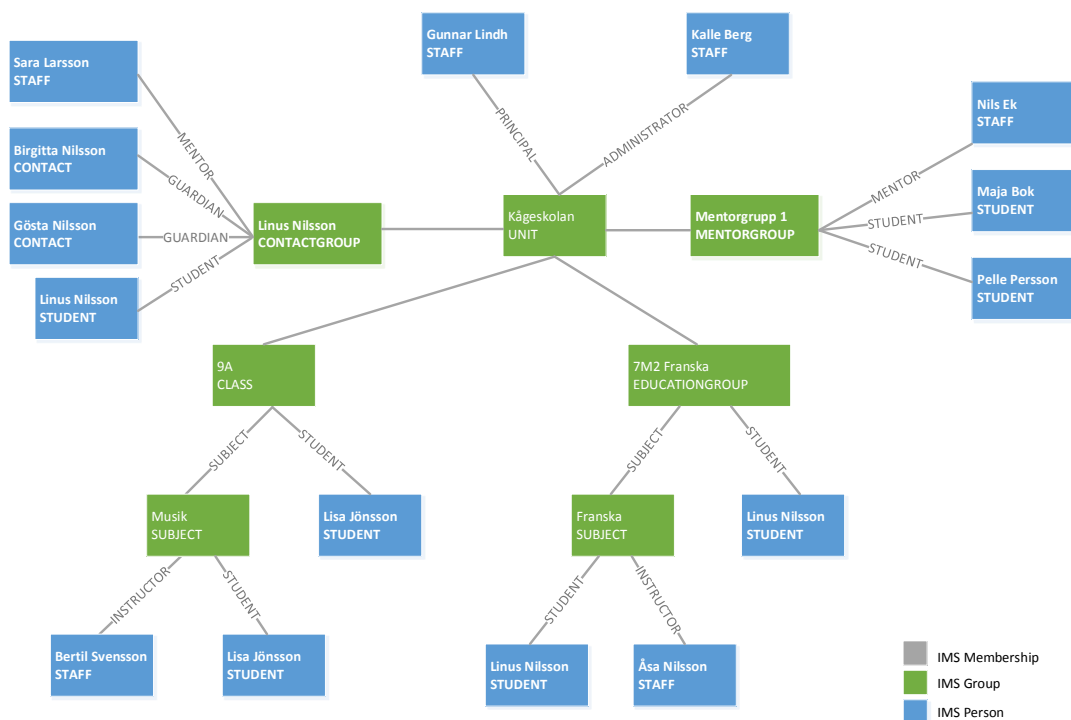 Gunnar Lindh
STAFF
Kalle Berg
STAFF
Sara Larsson
STAFF
Nils Ek
STAFF
PRINCIPAL
ADMINISTRATOR
MENTOR
Birgitta Nilsson
CONTACT
GUARDIAN
MENTOR
Maja Bok
STUDENT
Gösta Nilsson
CONTACT
GUARDIAN
Linus Nilsson
CONTACTGROUP
Kågeskolan
UNIT
Mentorgrupp 1
MENTORGROUP
STUDENT
STUDENT
STUDENT
Linus Nilsson
STUDENT
Pelle Persson
STUDENT
9A
CLASS
7M2 Franska
EDUCATIONGROUP
SUBJECT
STUDENT
SUBJECT
STUDENT
Musik
SUBJECT
Lisa Jönsson
STUDENT
Franska
SUBJECT
Linus Nilsson
STUDENT
INSTRUCTOR
STUDENT
STUDENT
INSTRUCTOR
Bertil Svensson
STAFF
Lisa Jönsson
STUDENT
Linus Nilsson
STUDENT
Åsa Nilsson
STAFF
IMS Membership
IMS Group
IMS Person